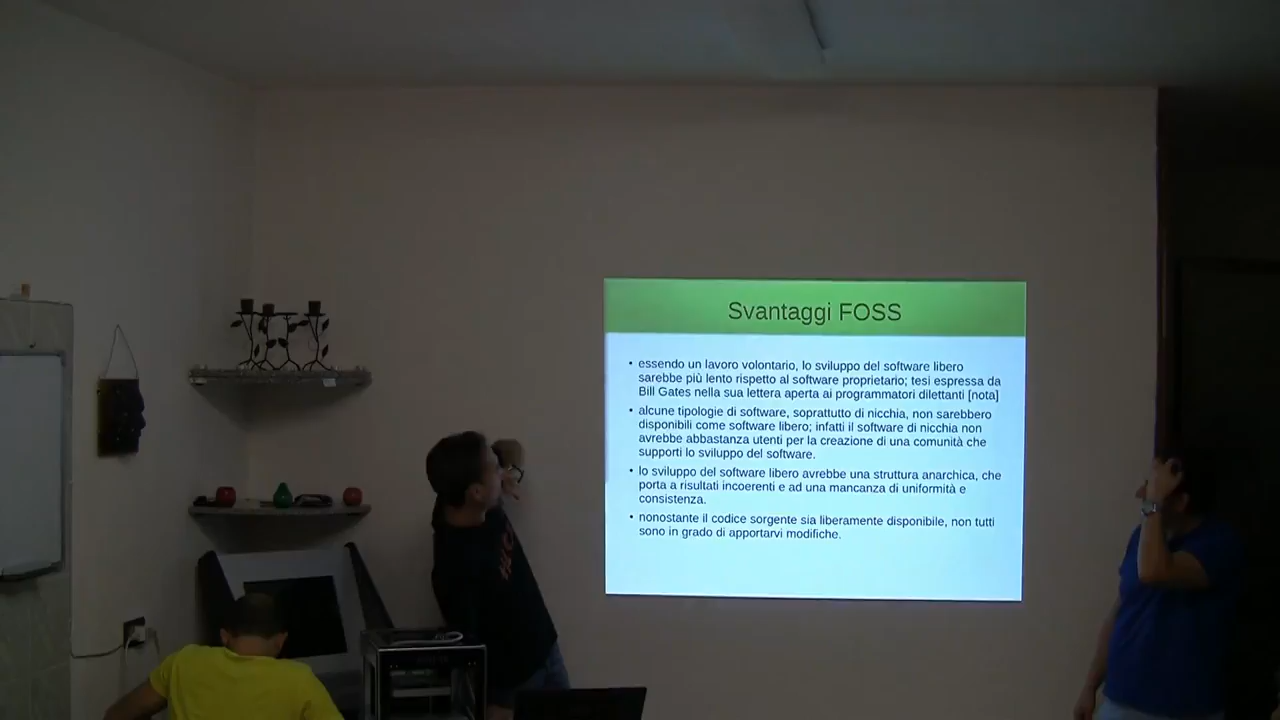 Svantaggi FOSS
• essendo un lavoro volontario, lo sviluppo del software libero
sarebbe più lento rispetto al software proprietario; tesi espressa da
Bill Gates nella sua lettera aperta ai programmatori dilettanti [nota]
• alcune tipologie di software, soprattutto di nicchia, non sarebbero
disponibili come software libero; infatti il software di nicchia non
avrebbe abbastanza utenti per la creazione di una comunità che
supporti lo sviluppo del software.
• lo sviluppo del software libero avrebbe una struttura anarchica, che
porta a risultati incoerenti e ad una mancanza di uniformità e
consistenza.
• nonostante il codice sorgente sia liberamente disponibile, non tutti
sono in grado di apportarvi modifiche.